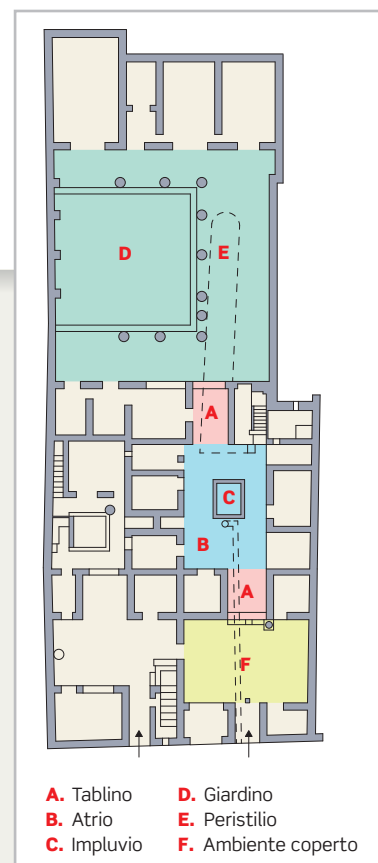 D
E
A
C
B
A
F
A. Tablino
B. Atrio
C. Impluvio
D. Giardino
E. Peristilio
F. Ambiente coperto